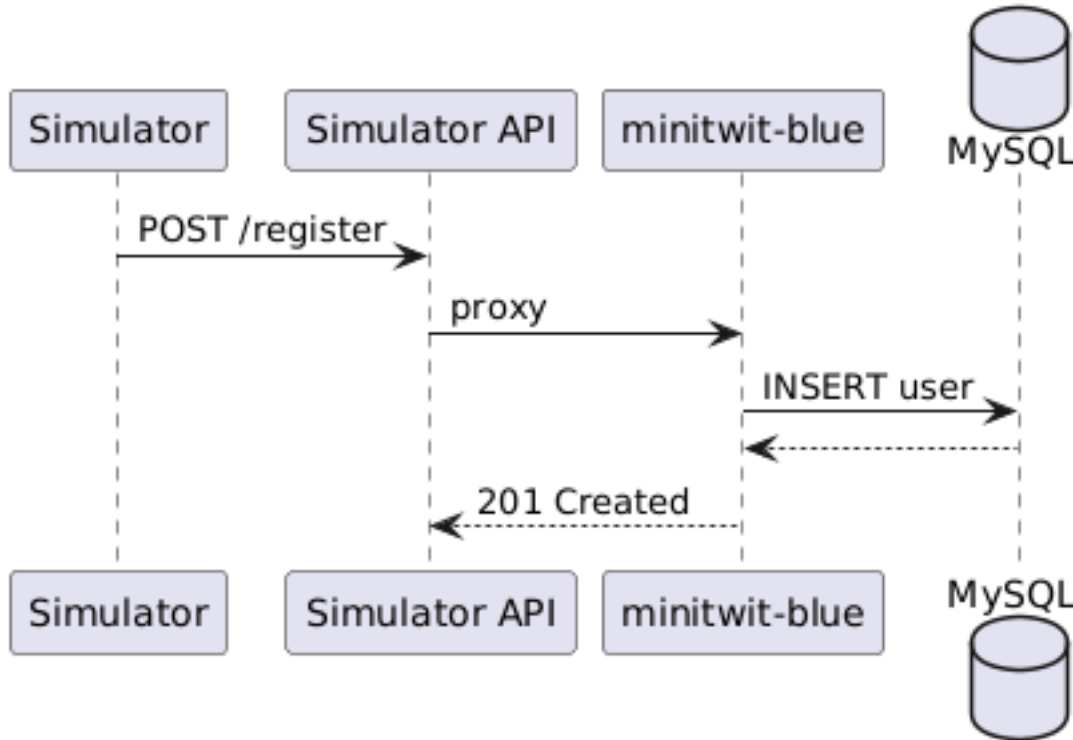 Simulator
Simulator API
minitwit-blue
MySQL
POST /register
proxy
INSERT user
201 Created
Simulator
Simulator API
minitwit-blue
MySQL